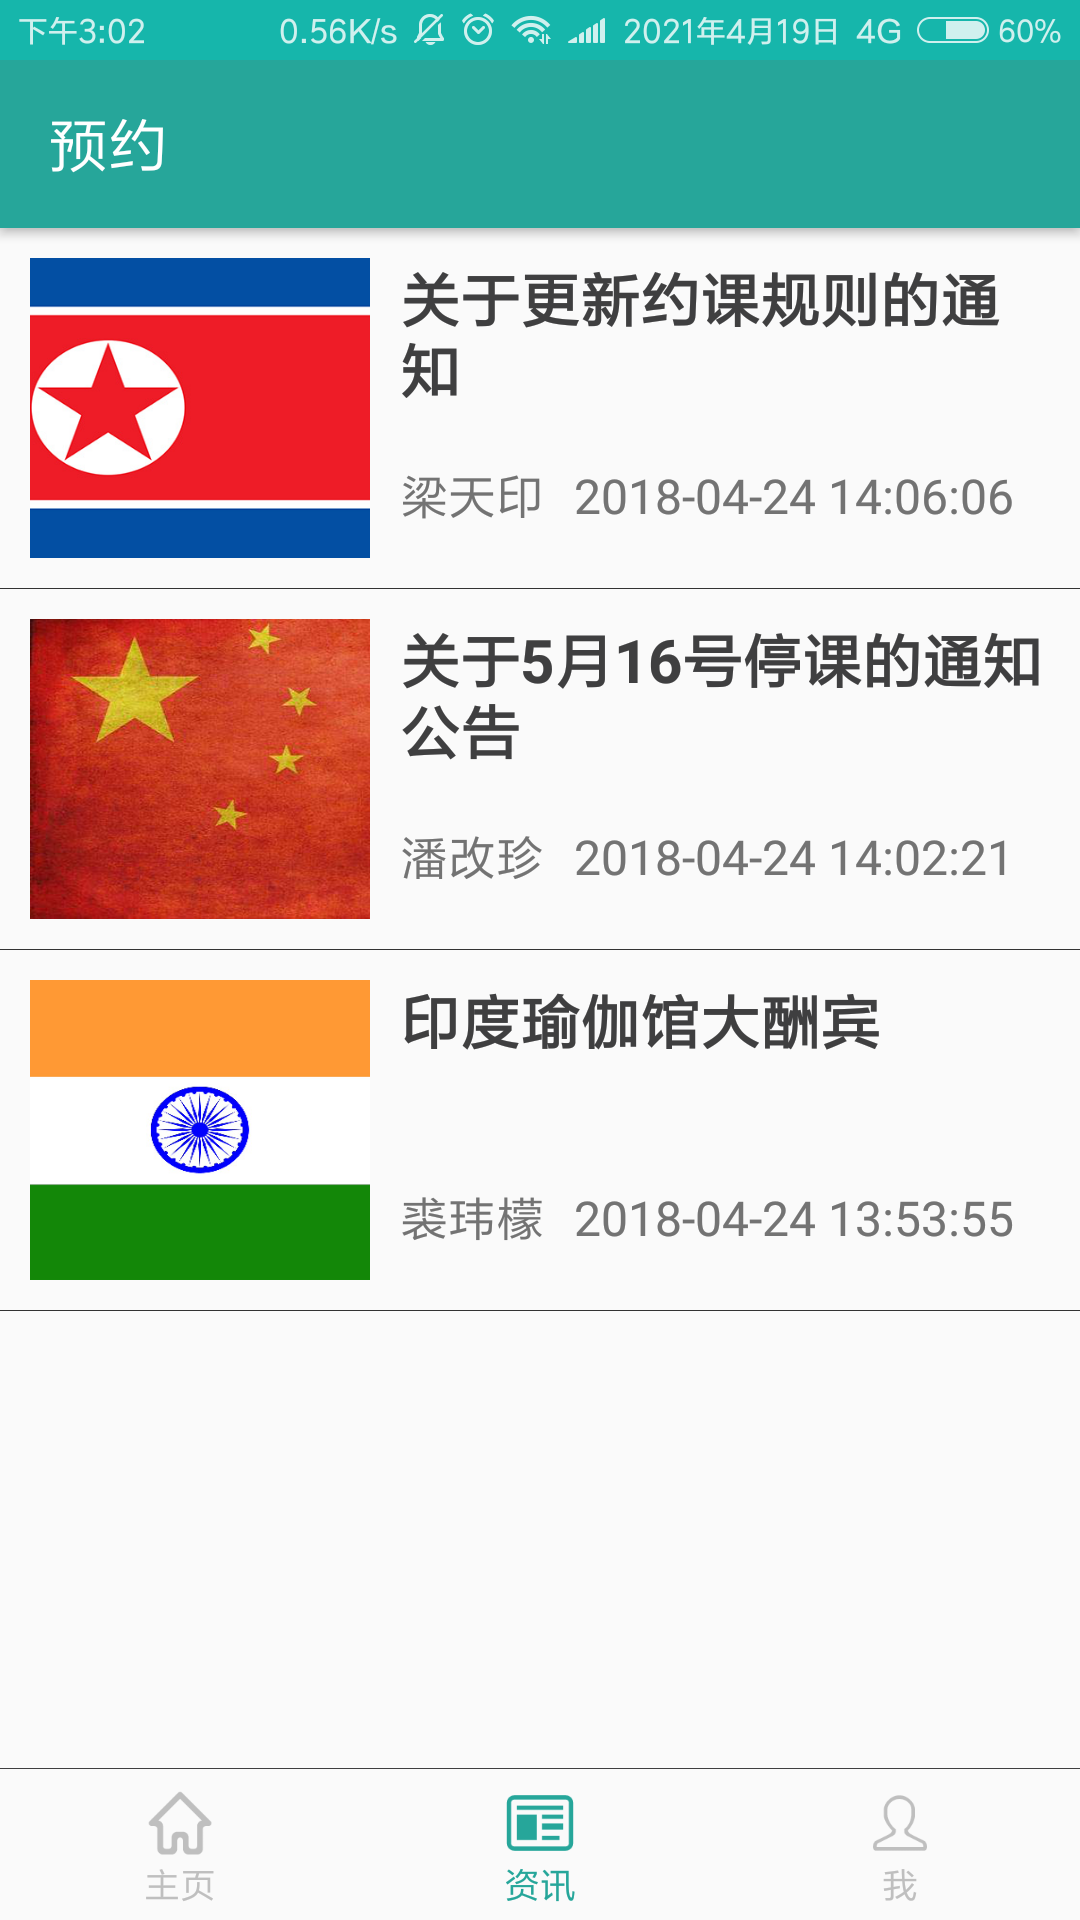 下午3:02 0.56K/s 2021年4月19日 4G 60%
预约
关于更新约课规则的通
知
梁天印 2018-04-24 14:06:06
关于5月16号停课的通知
公告
潘改珍 2018-04-24 14:02:21
印度瑜伽馆大酬宾
裘玮檬 2018-04-24 13:53:55
主页 资讯 我